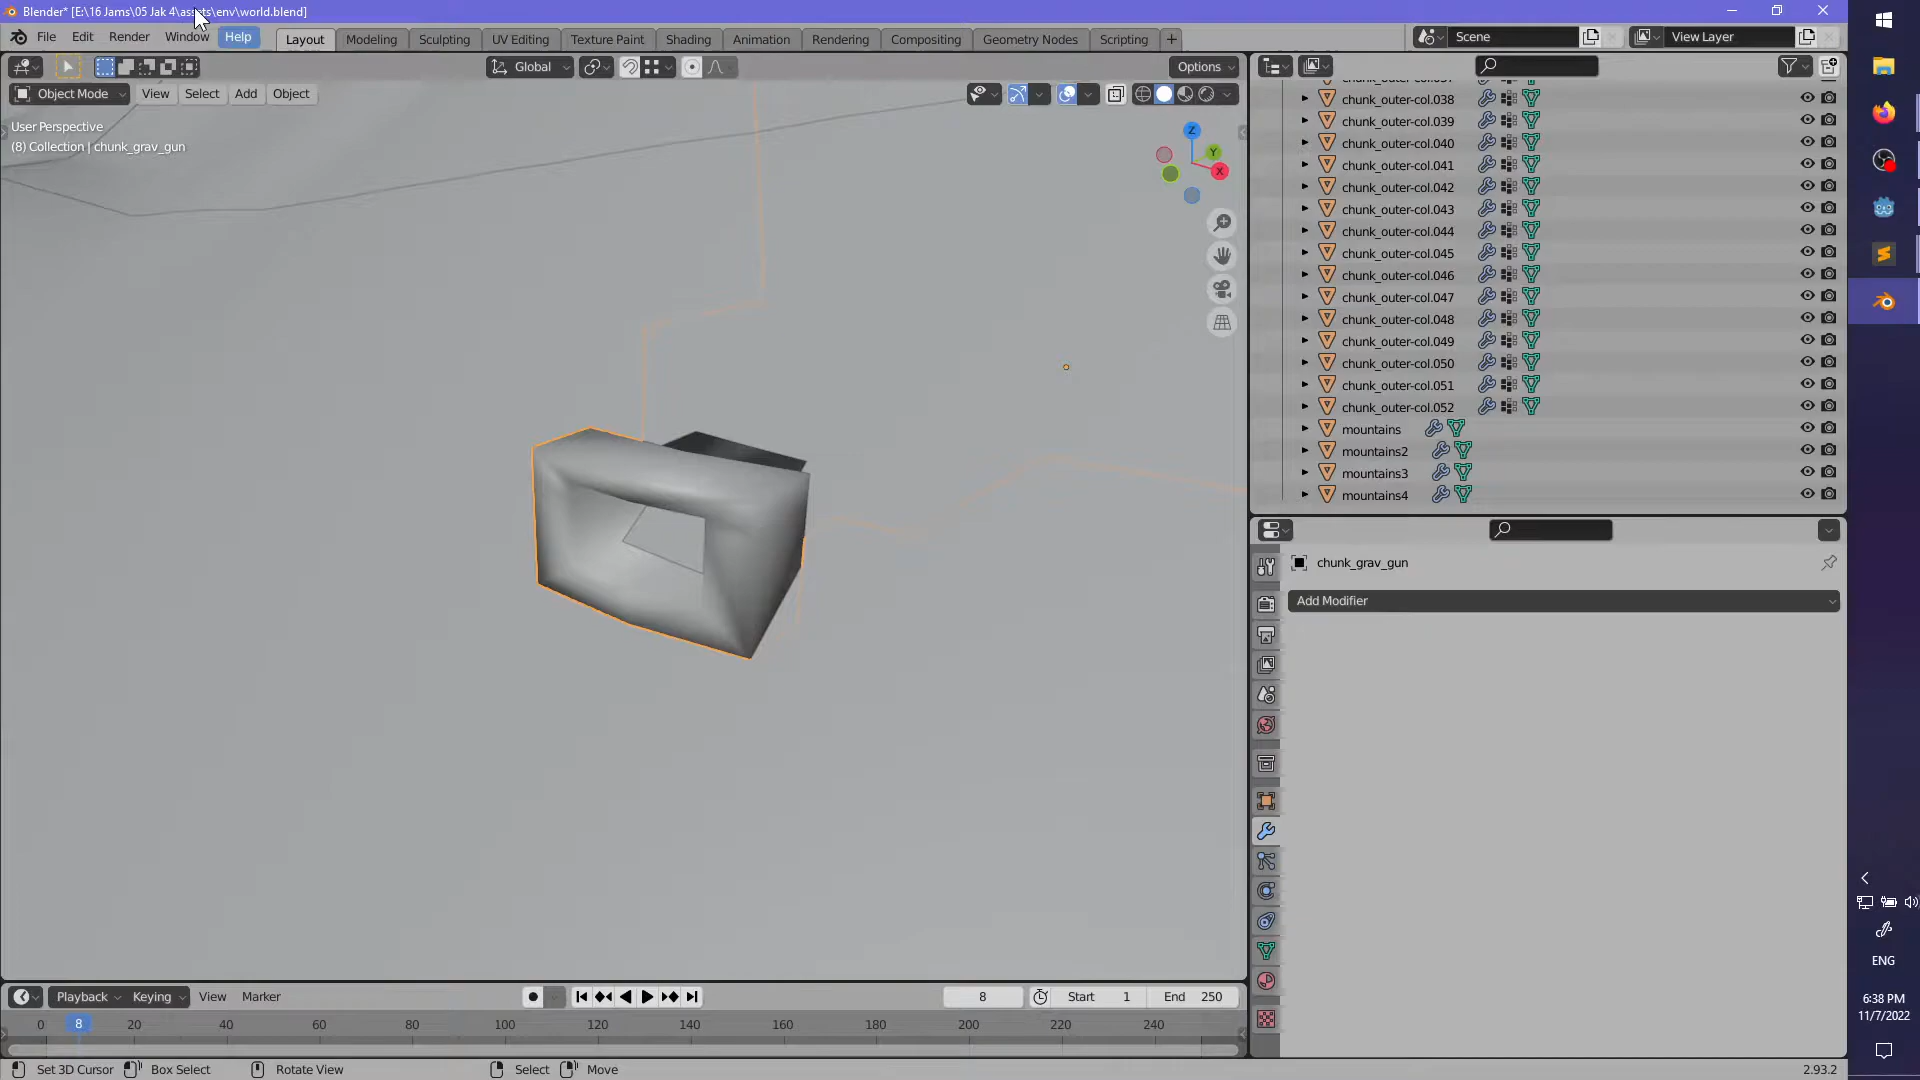 Blender* [E:\16 Jams\05 Jak 4\assets\env\world.blend]
File Edit Render Window Help Layout Modeling Sculpting UV Editing Texture Paint Shading Animation Rendering Compositing Geometry Nodes Scripting + Scene View Layer
Global Options
Object Mode View Select Add Object
User Perspective
(8) Collection | chunk_grav_gun
Z
Y
X
chunk_outer-col.038
chunk_outer-col.039
chunk_outer-col.040
chunk_outer-col.041
chunk_outer-col.042
chunk_outer-col.043
chunk_outer-col.044
chunk_outer-col.045
chunk_outer-col.046
chunk_outer-col.047
chunk_outer-col.048
chunk_outer-col.049
chunk_outer-col.050
chunk_outer-col.051
chunk_outer-col.052
mountains
mountains2
mountains3
mountains4
chunk_grav_gun
Add Modifier
Playback Keying View Marker 8 Start 1 End 250
0 8 20 40 60 80 100 120 140 160 180 200 220 240
Set 3D Cursor Box Select Rotate View Select Move 2.93.2
ENG
6:38 PM
11/7/2022